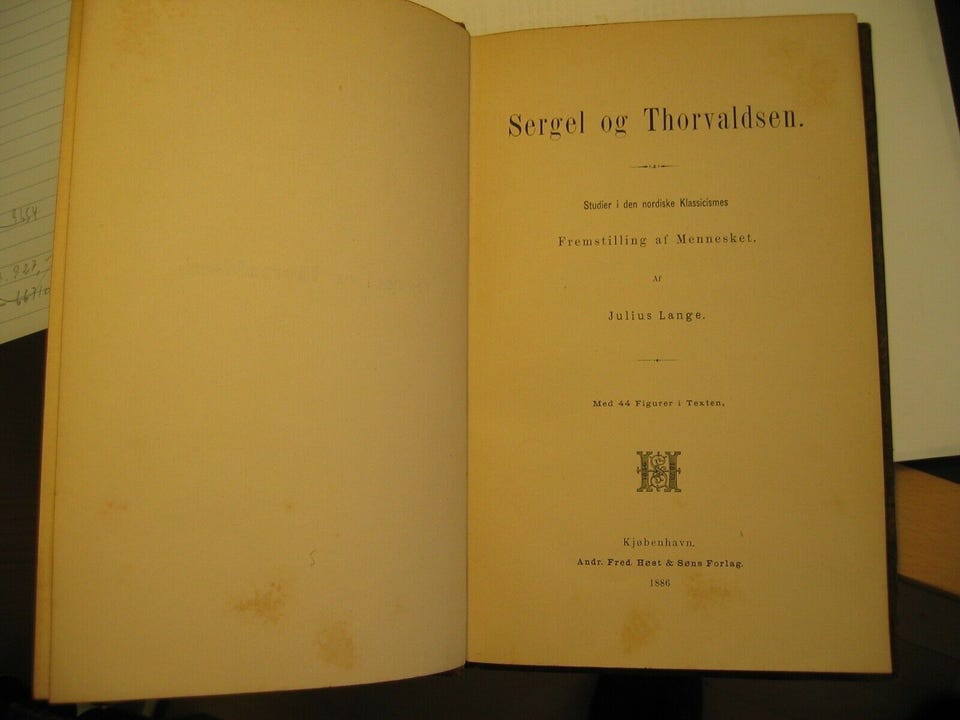 9654
Sergel og Thorvaldsen.
Studier i den nordiske Klassicismes
Fremstilling af Mennesket.
Af
Julius Lange.
Med 44 Figurer i Texten.
Kjøbenhavn.
Andr. Fred. Høst & Søns Forlag.
1886